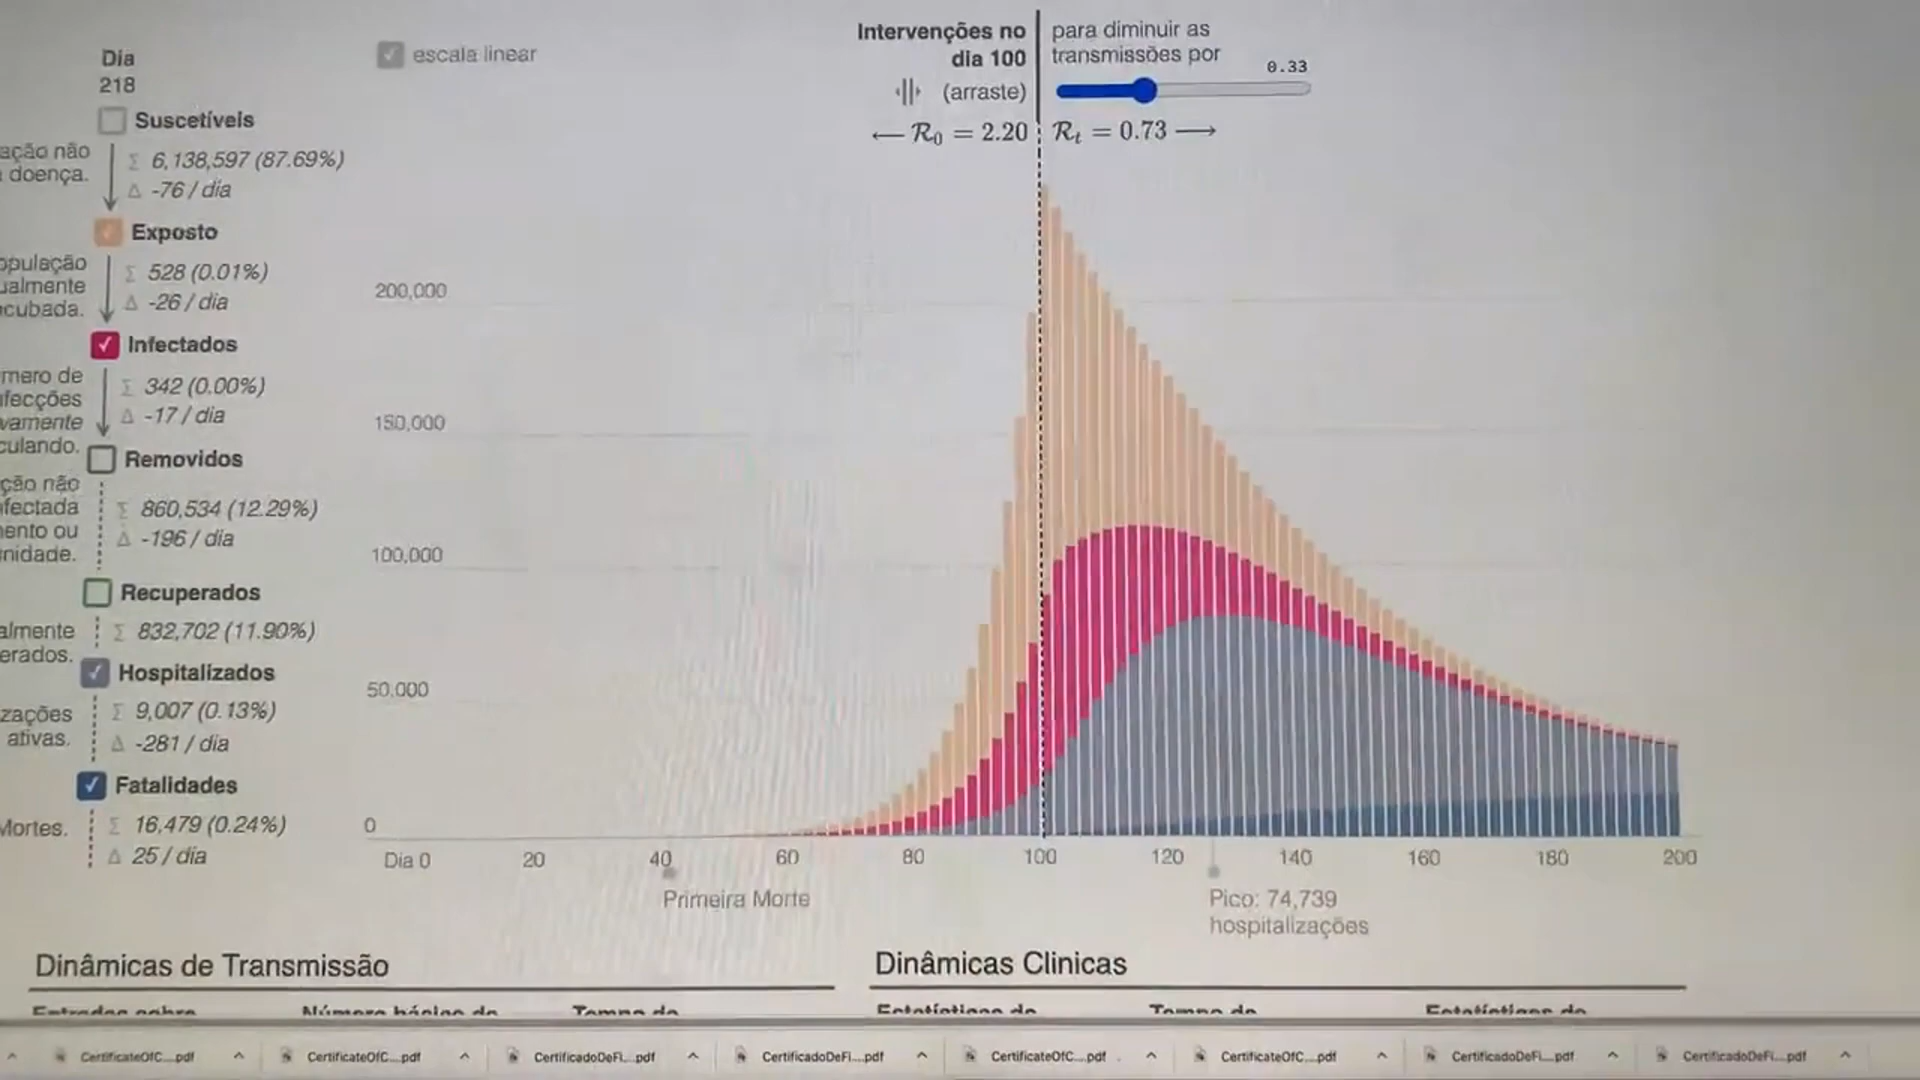 Dia
218
escala linear
Intervenções no
dia 100
(arraste)
para diminuir as
transmissões por
0.33
← R0 = 2.20
Rt = 0.73 →
Suscetíveis
ação não
doença.
Σ 6,138,597 (87.69%)
Δ -76 / dia
Exposto
opulação
ualmente
cubada.
Σ 528 (0.01%)
Δ -26 / dia
Infectados
mero de
fecções
vamente
culando.
Σ 342 (0.00%)
Δ -17 / dia
Removidos
ção não
fectada
ento ou
nidade.
Σ 860,534 (12.29%)
Δ -196 / dia
Recuperados
almente
erados.
Σ 832,702 (11.90%)
Hospitalizados
zações
ativas.
Σ 9,007 (0.13%)
Δ -281 / dia
Fatalidades
Mortes.
Σ 16,479 (0.24%)
Δ 25 / dia
200,000
150,000
100,000
50,000
0
Dia 0 20 40 60 80 100 120 140 160 180 200
Primeira Morte
Pico: 74,739
hospitalizações
Dinâmicas de Transmissão
Dinâmicas Clinicas
CertificateOfC....pdf CertificateOfC....pdf CertificadoDeFi....pdf CertificadoDeFi....pdf CertificateOfC....pdf CertificateOfC....pdf CertificadoDeFi....pdf CertificadoDeFi....pdf